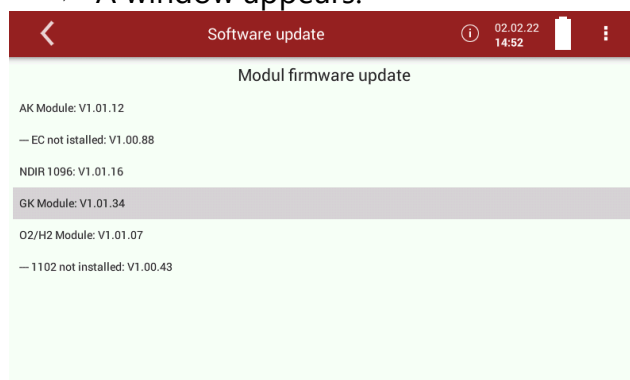 A window appears.
Software update
02.02.22
14:52
Modul firmware update
AK Module: V1.01.12
— EC not istalled: V1.00.88
NDIR 1096: V1.01.16
GK Module: V1.01.34
O2/H2 Module: V1.01.07
— 1102 not installed: V1.00.43